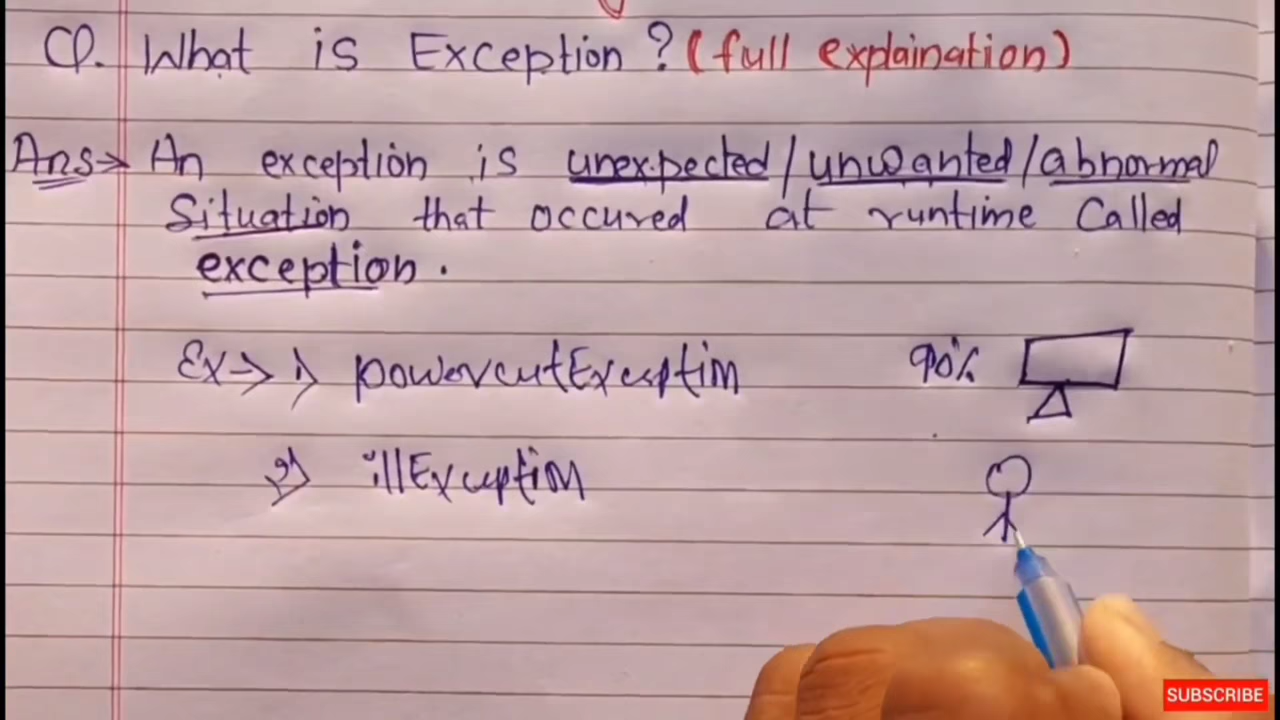 Q. What is Exception? (full explaination)
Ans→ An exception is unexpected/unwanted/abnormal
Situation that occured at runtime Called
exception.
Ex→ 1) powercutException 90%
2) illException
SUBSCRIBE